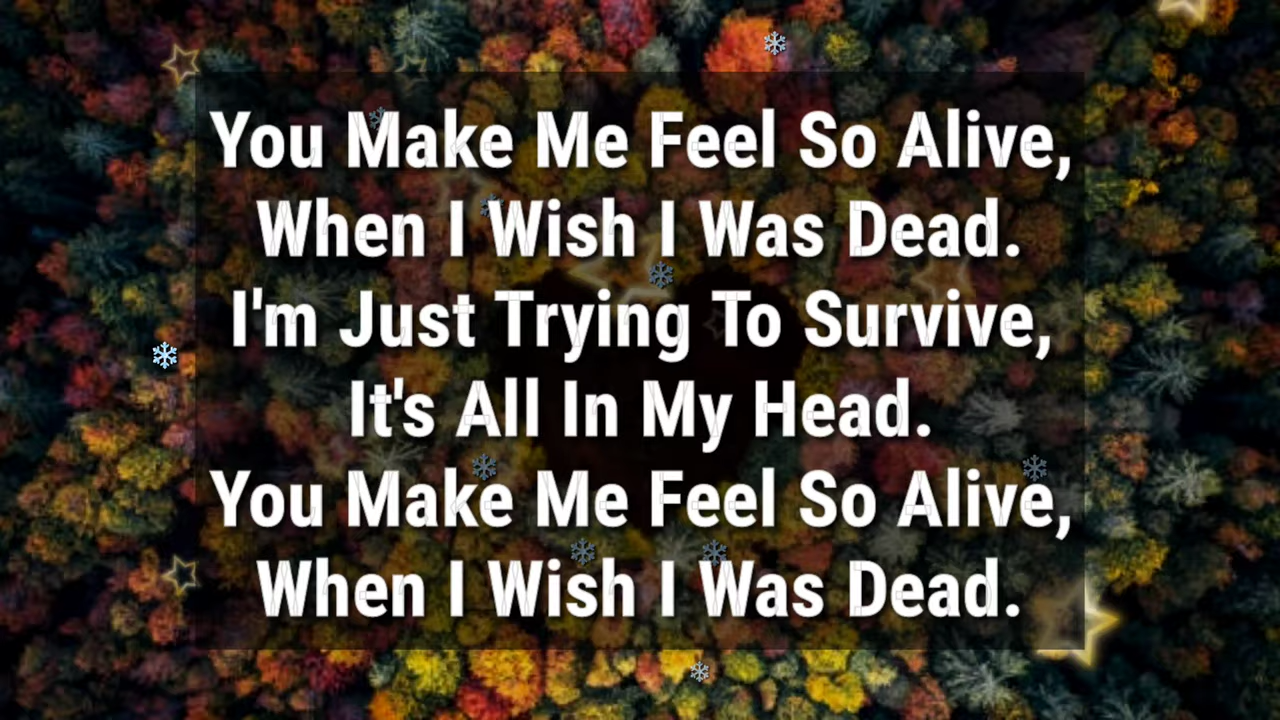 You Make Me Feel So Alive,
When I Wish I Was Dead.
I'm Just Trying To Survive,
It's All In My Head.
You Make Me Feel So Alive,
When I Wish I Was Dead.